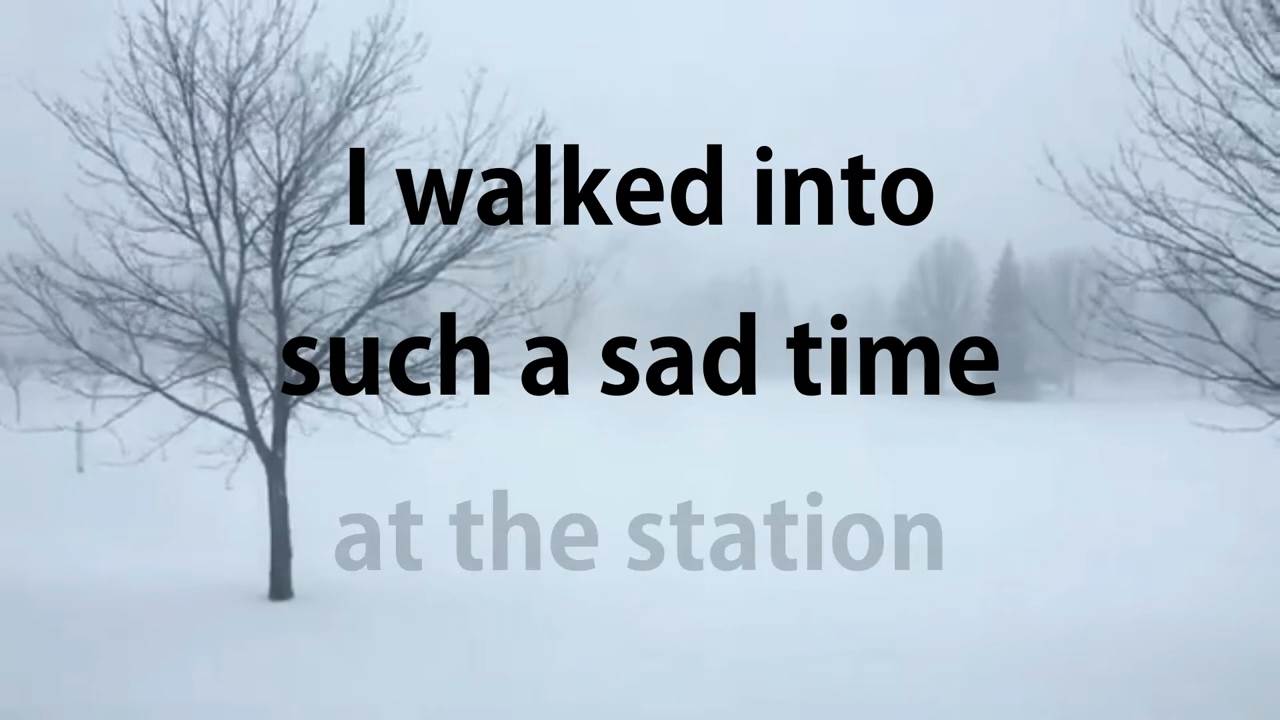 I walked into
such a sad time
at the station